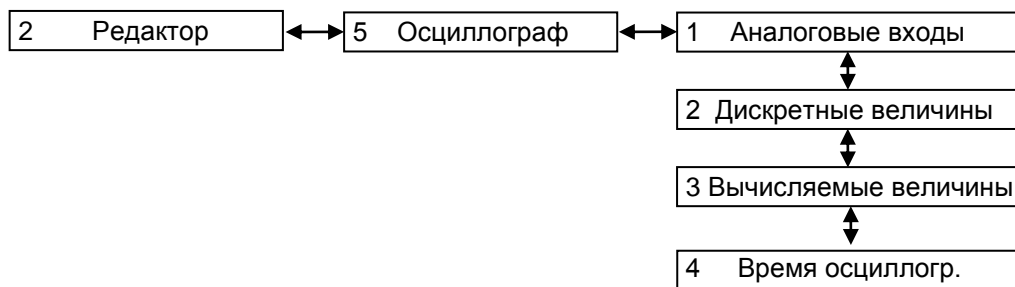 2 Редактор
5 Осциллограф
1 Аналоговые входы
2 Дискретные величины
3 Вычисляемые величины
4 Время осциллогр.